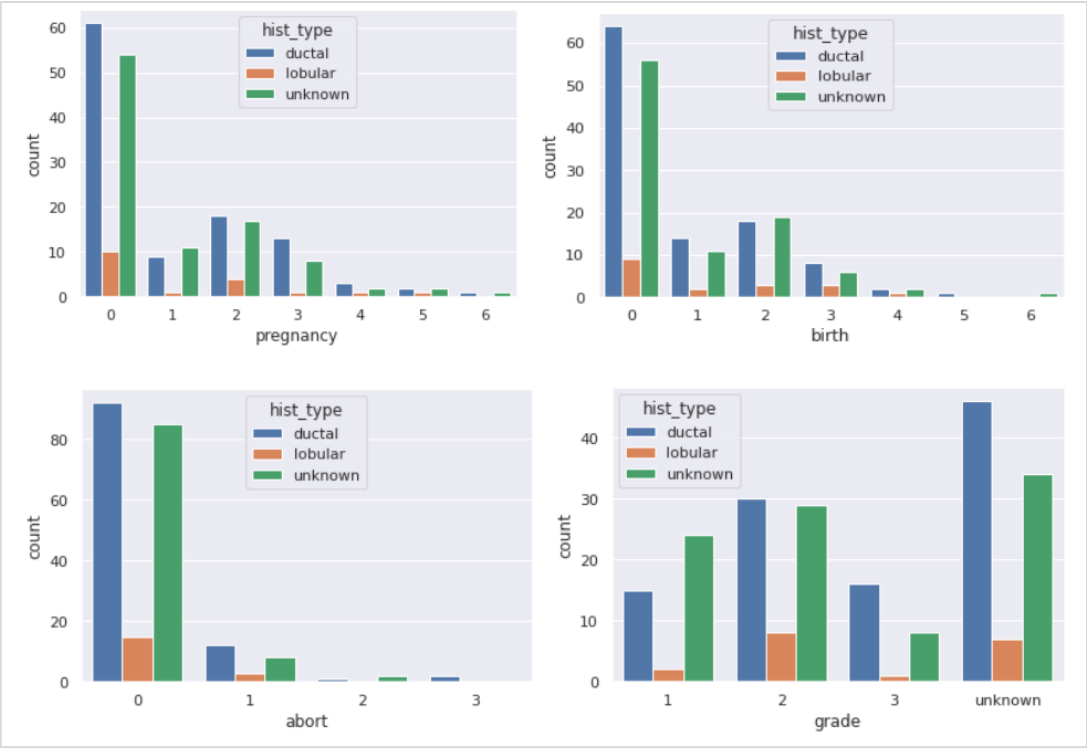 hist_type
ductal
lobular
unknown
60
50
40
30
20
10
0
count
0 1 2 3 4 5 6
pregnancy
hist_type
ductal
lobular
unknown
60
50
40
30
20
10
0
count
0 1 2 3 4 5 6
birth
hist_type
ductal
lobular
unknown
80
60
40
20
0
count
0 1 2 3
abort
hist_type
ductal
lobular
unknown
40
30
20
10
0
count
1 2 3 unknown
grade